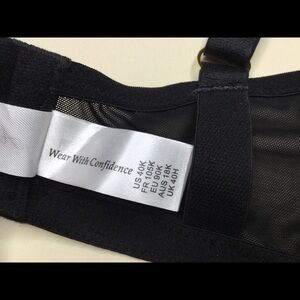 Wear With Confidence
US 40K
FR 105K
EU 90K
AUS 18K
UK 40H